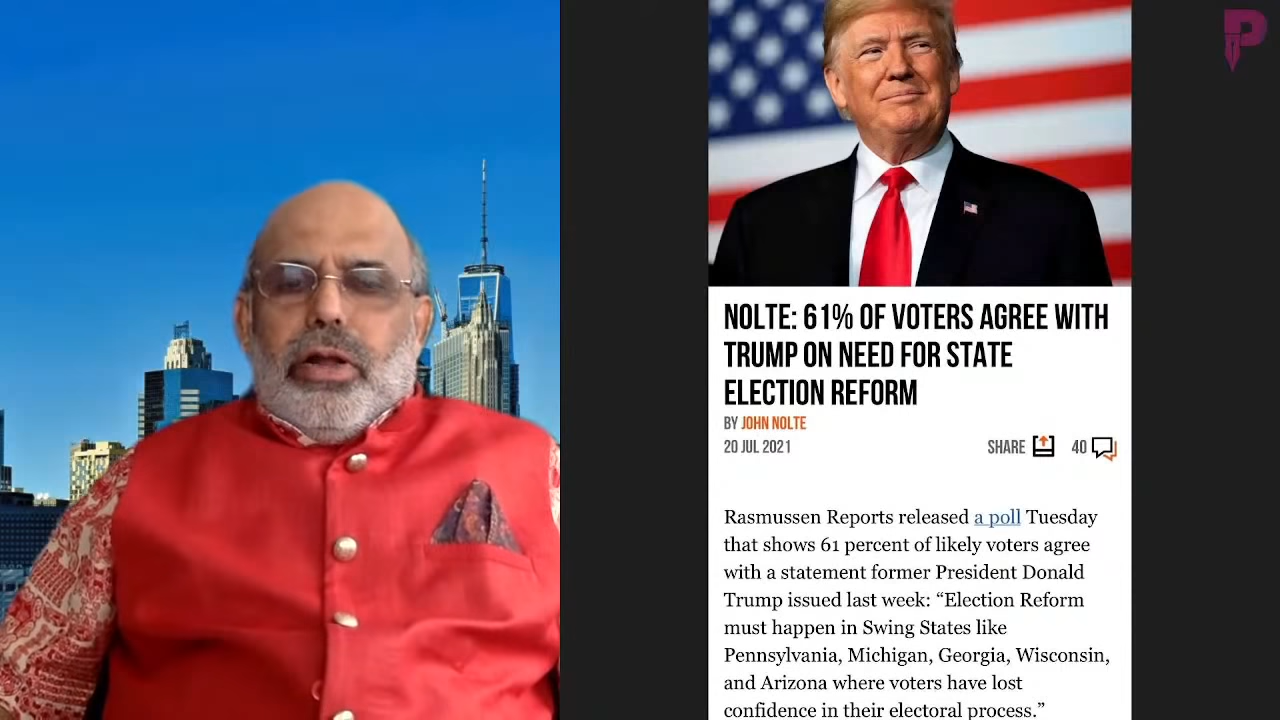 NOLTE: 61% OF VOTERS AGREE WITH
TRUMP ON NEED FOR STATE
ELECTION REFORM
BY JOHN NOLTE
20 JUL 2021
SHARE
40
Rasmussen Reports released a poll Tuesday
that shows 61 percent of likely voters agree
with a statement former President Donald
Trump issued last week: “Election Reform
must happen in Swing States like
Pennsylvania, Michigan, Georgia, Wisconsin,
and Arizona where voters have lost
confidence in their electoral process.”
P